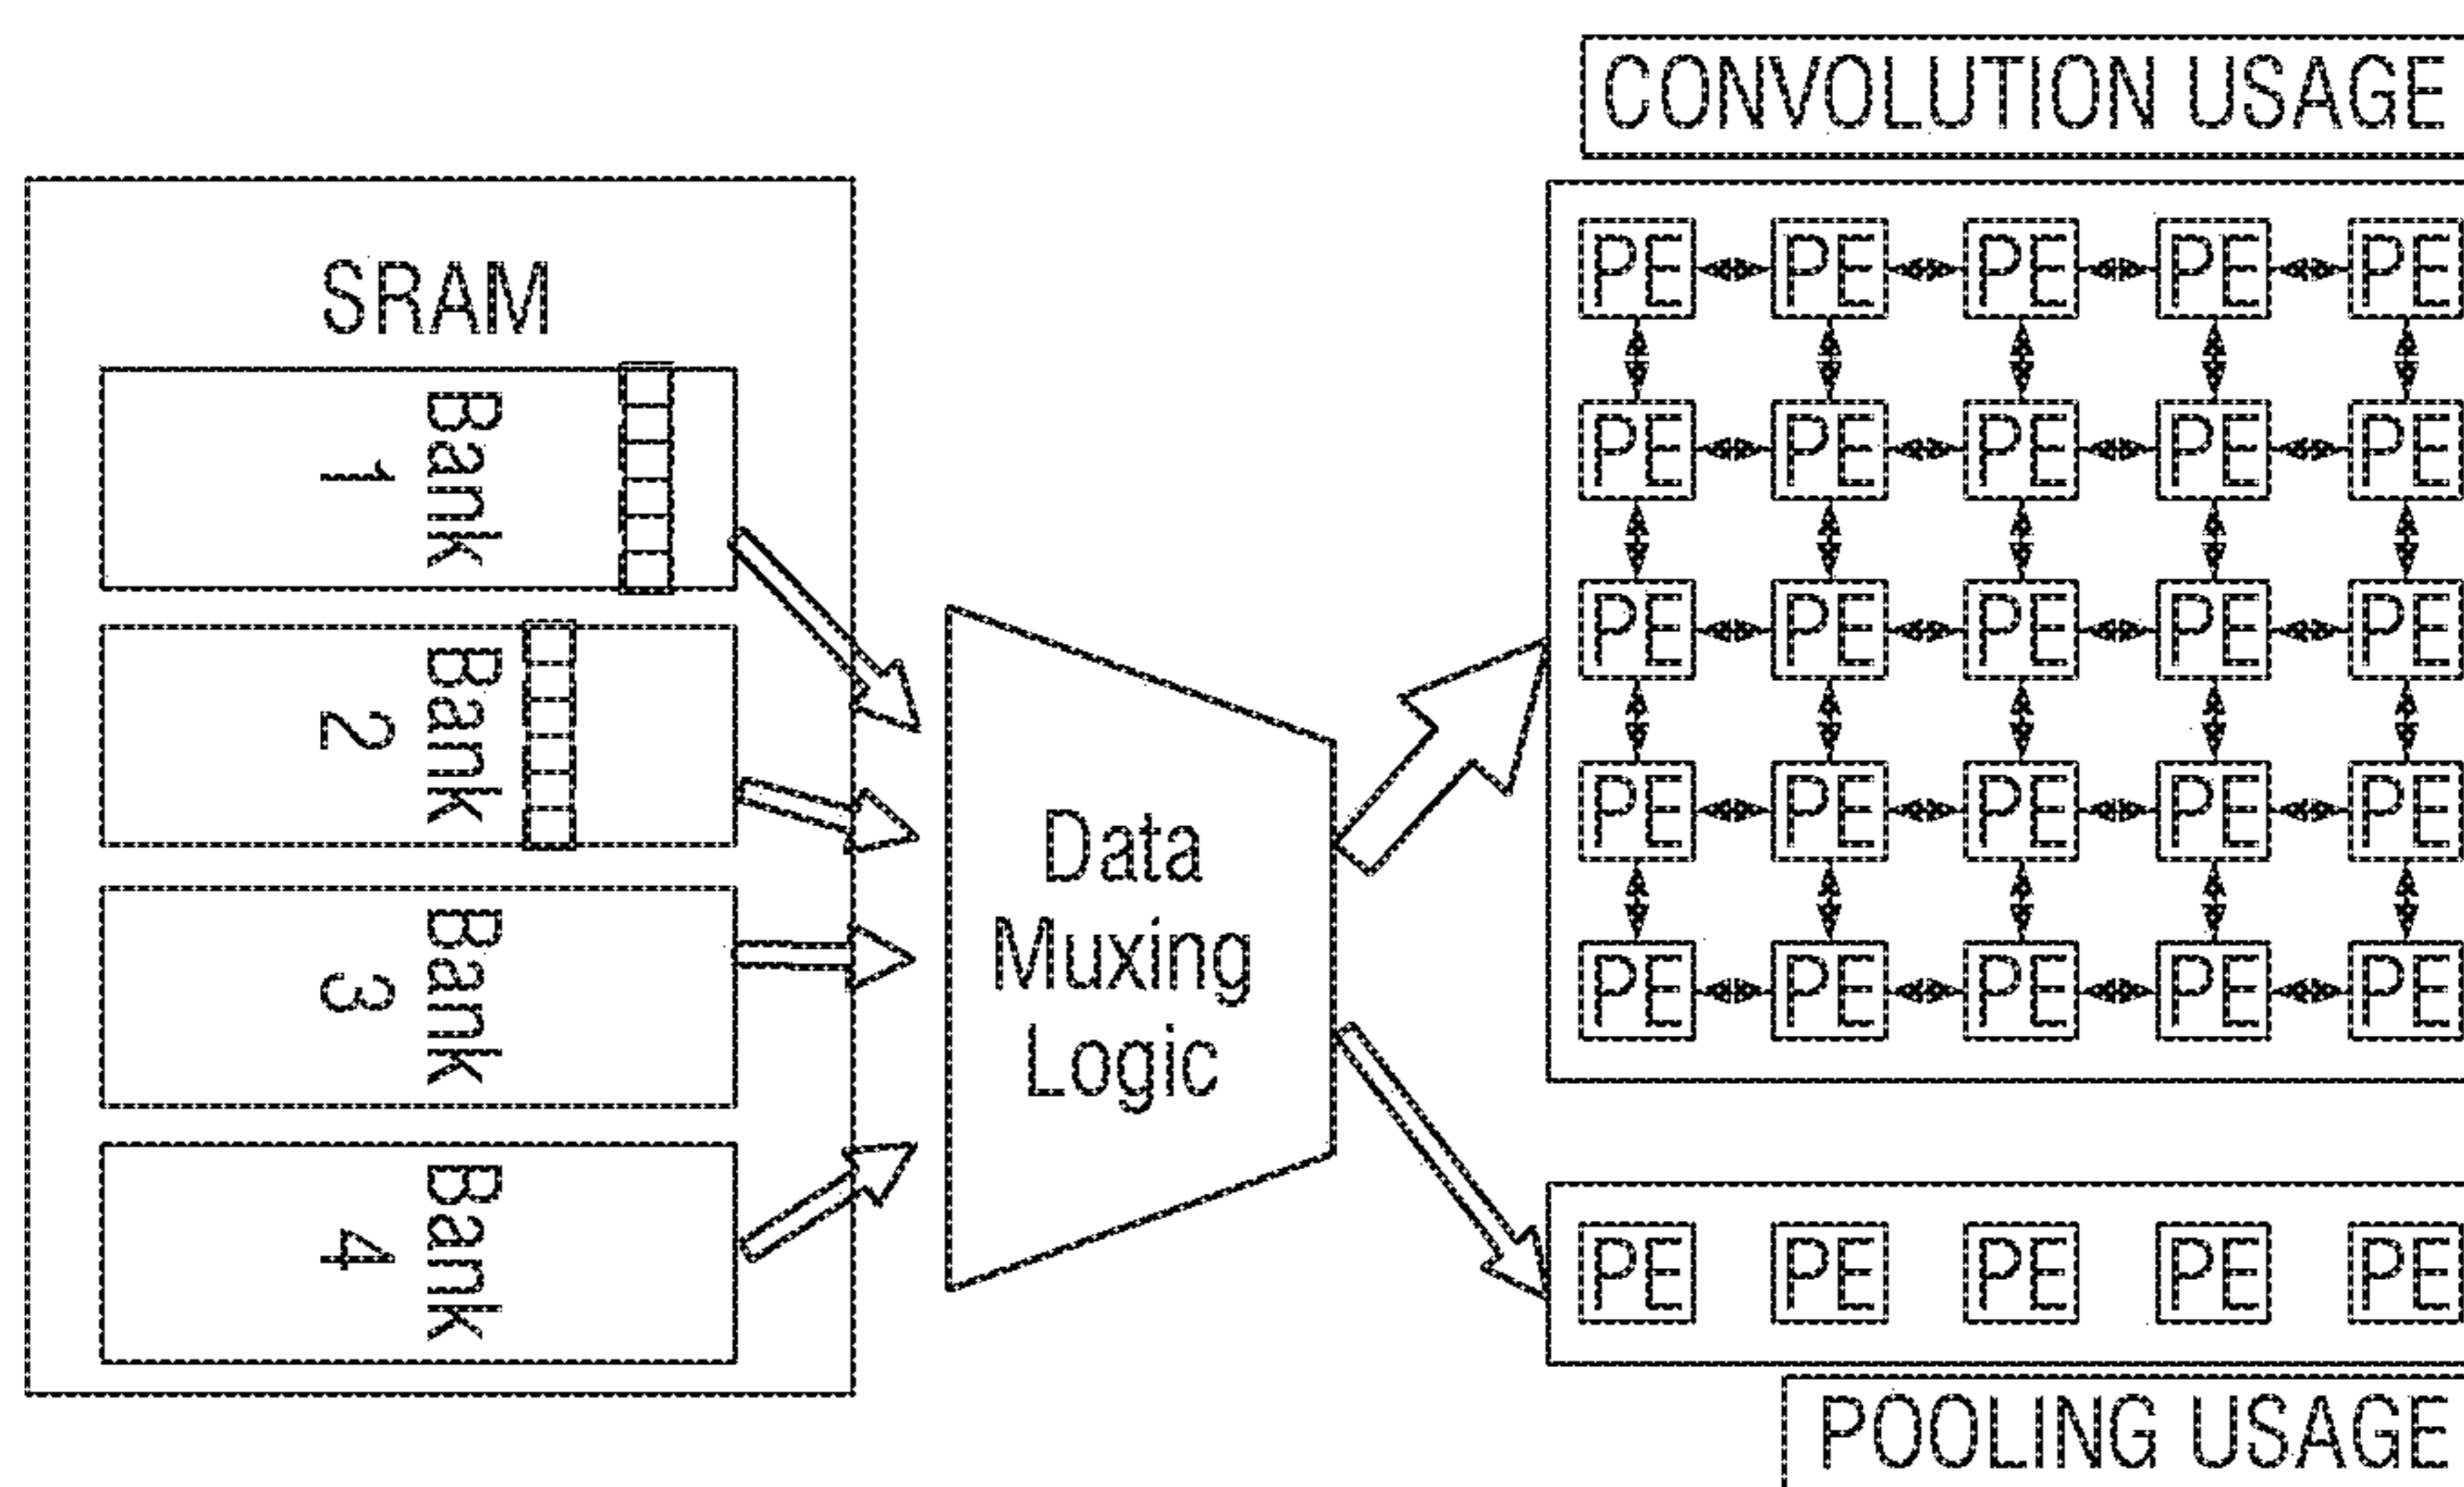 CONVOLUTION USAGE
SRAM
Bank
1
Bank
2
Bank
3
Bank
4
Data
Muxing
Logic
PE PE PE PE PE
PE PE PE PE PE
PE PE PE PE PE
PE PE PE PE PE
PE PE PE PE PE
PE PE PE PE PE
POOLING USAGE